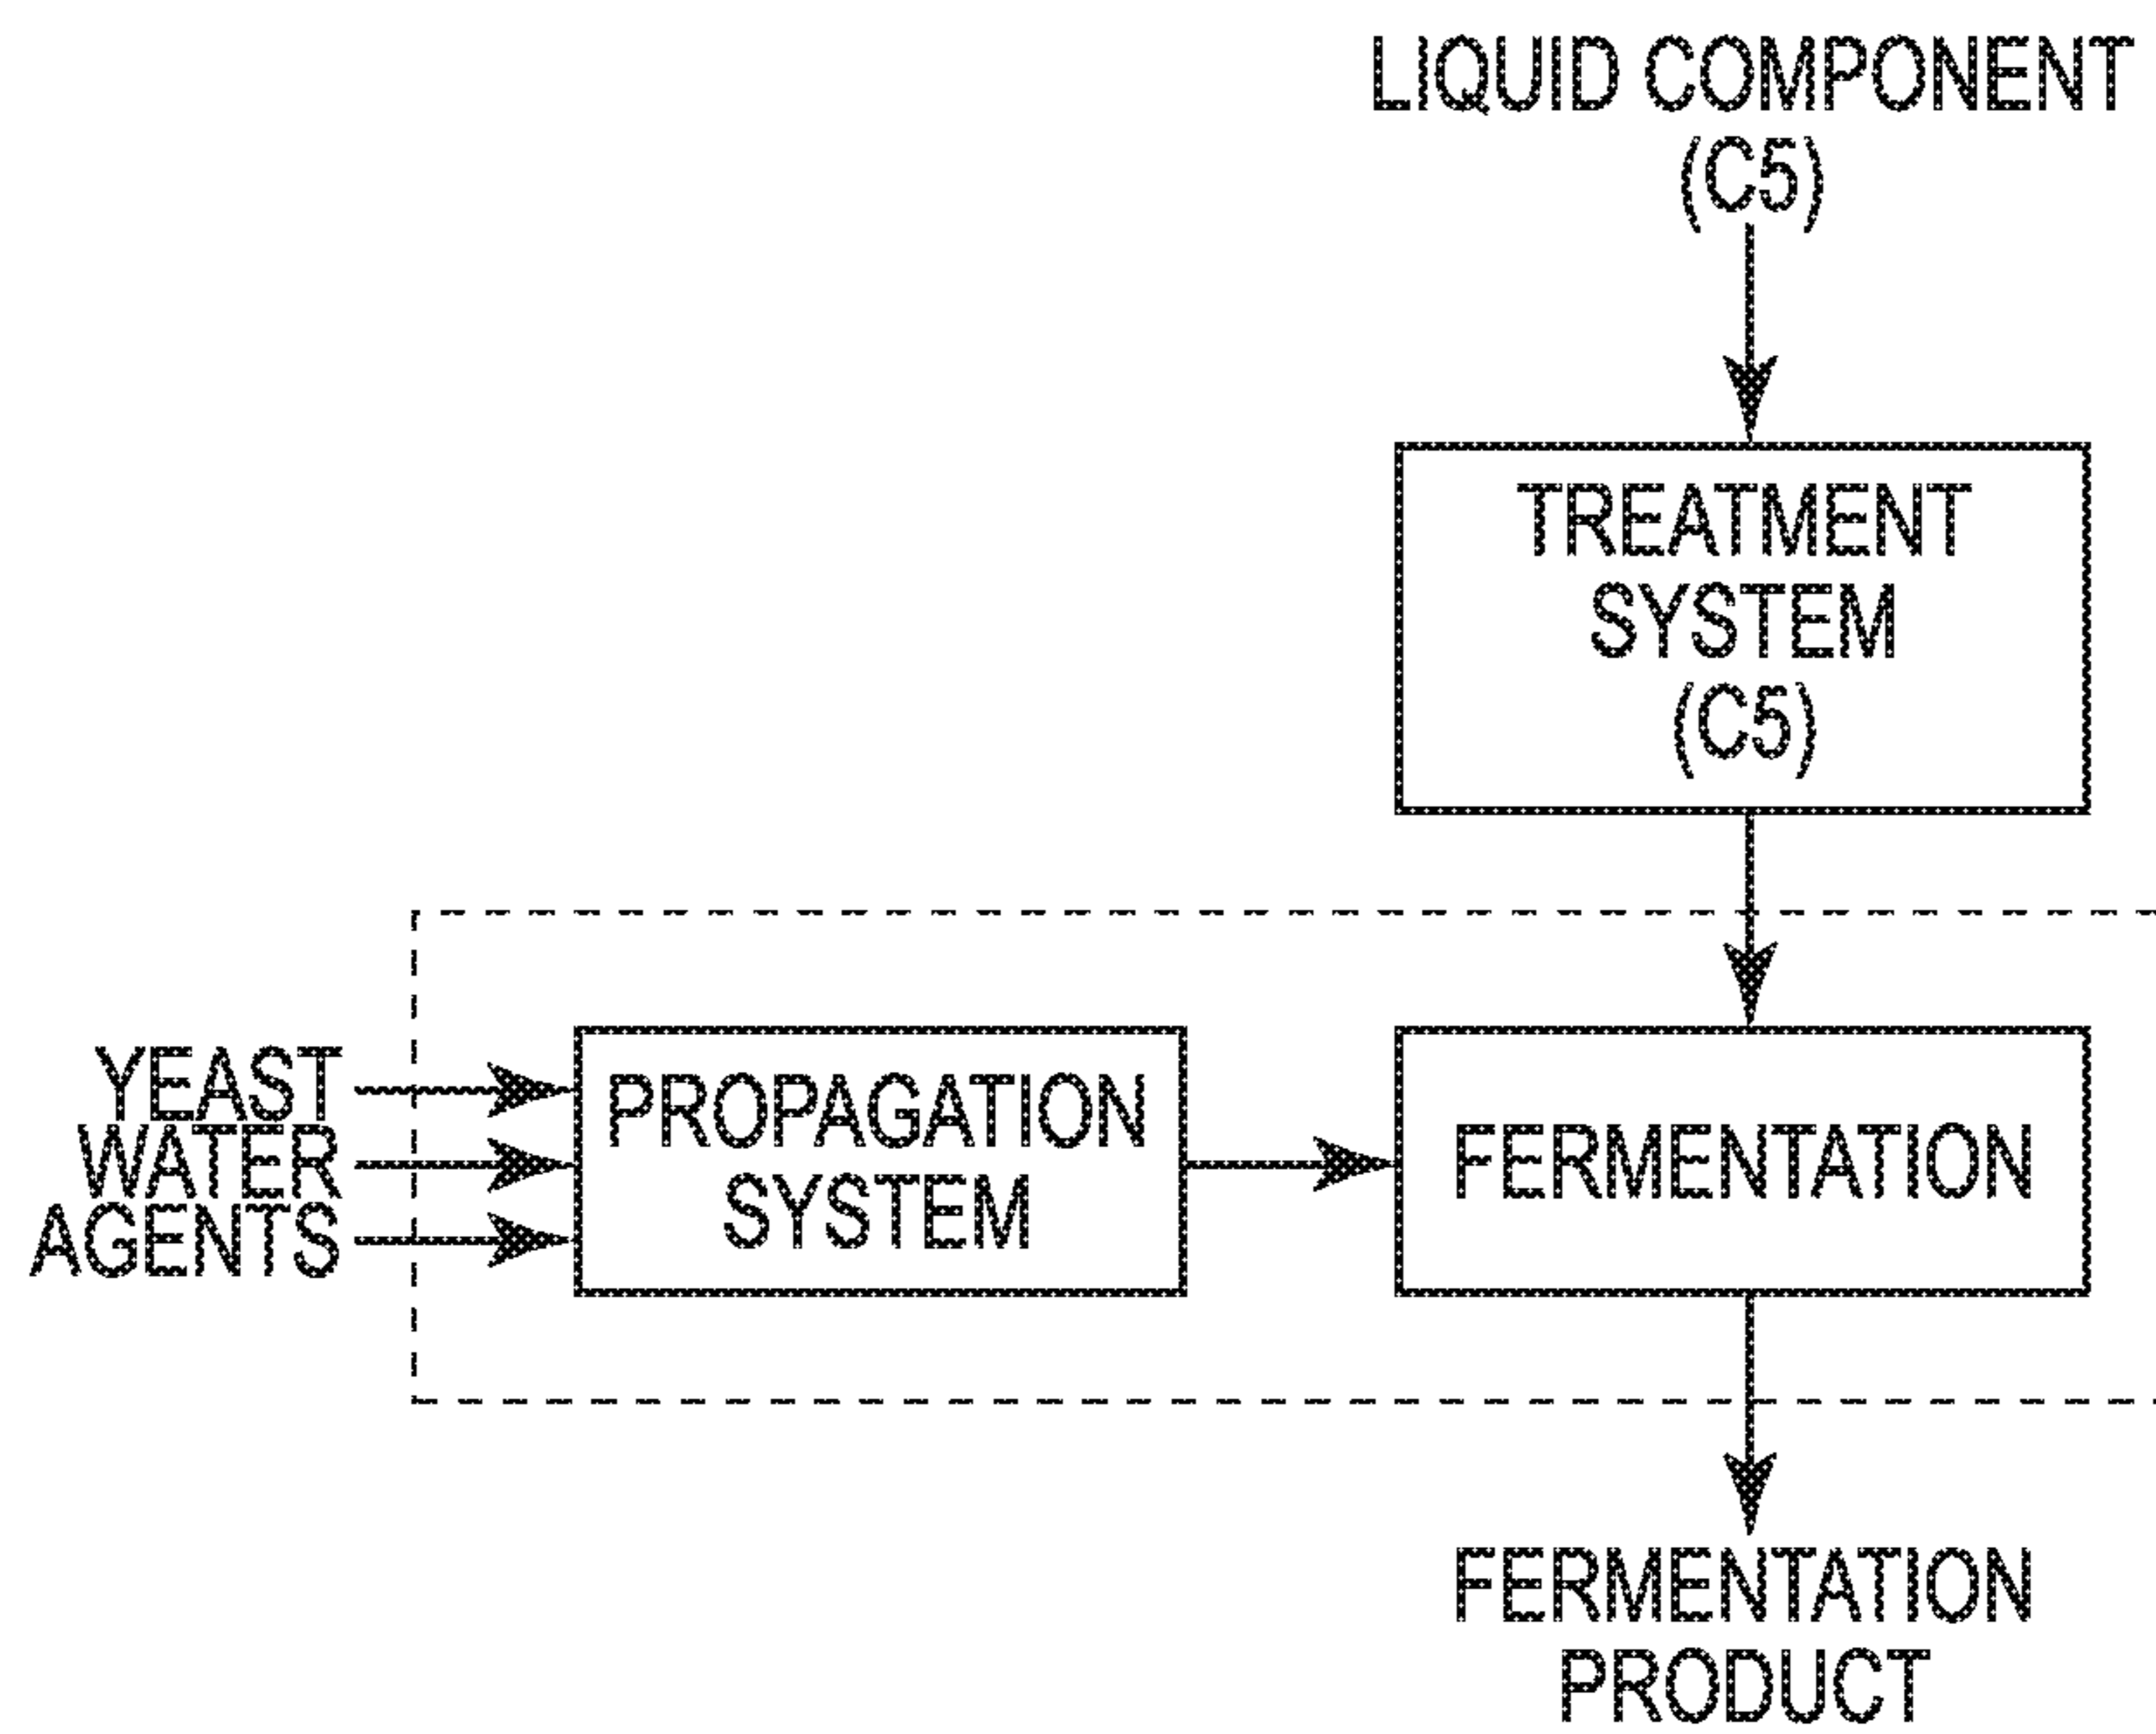 LIQUID COMPONENT
(C5)
TREATMENT
SYSTEM
(C5)
YEAST
WATER
AGENTS
PROPAGATION
SYSTEM
FERMENTATION
FERMENTATION
PRODUCT